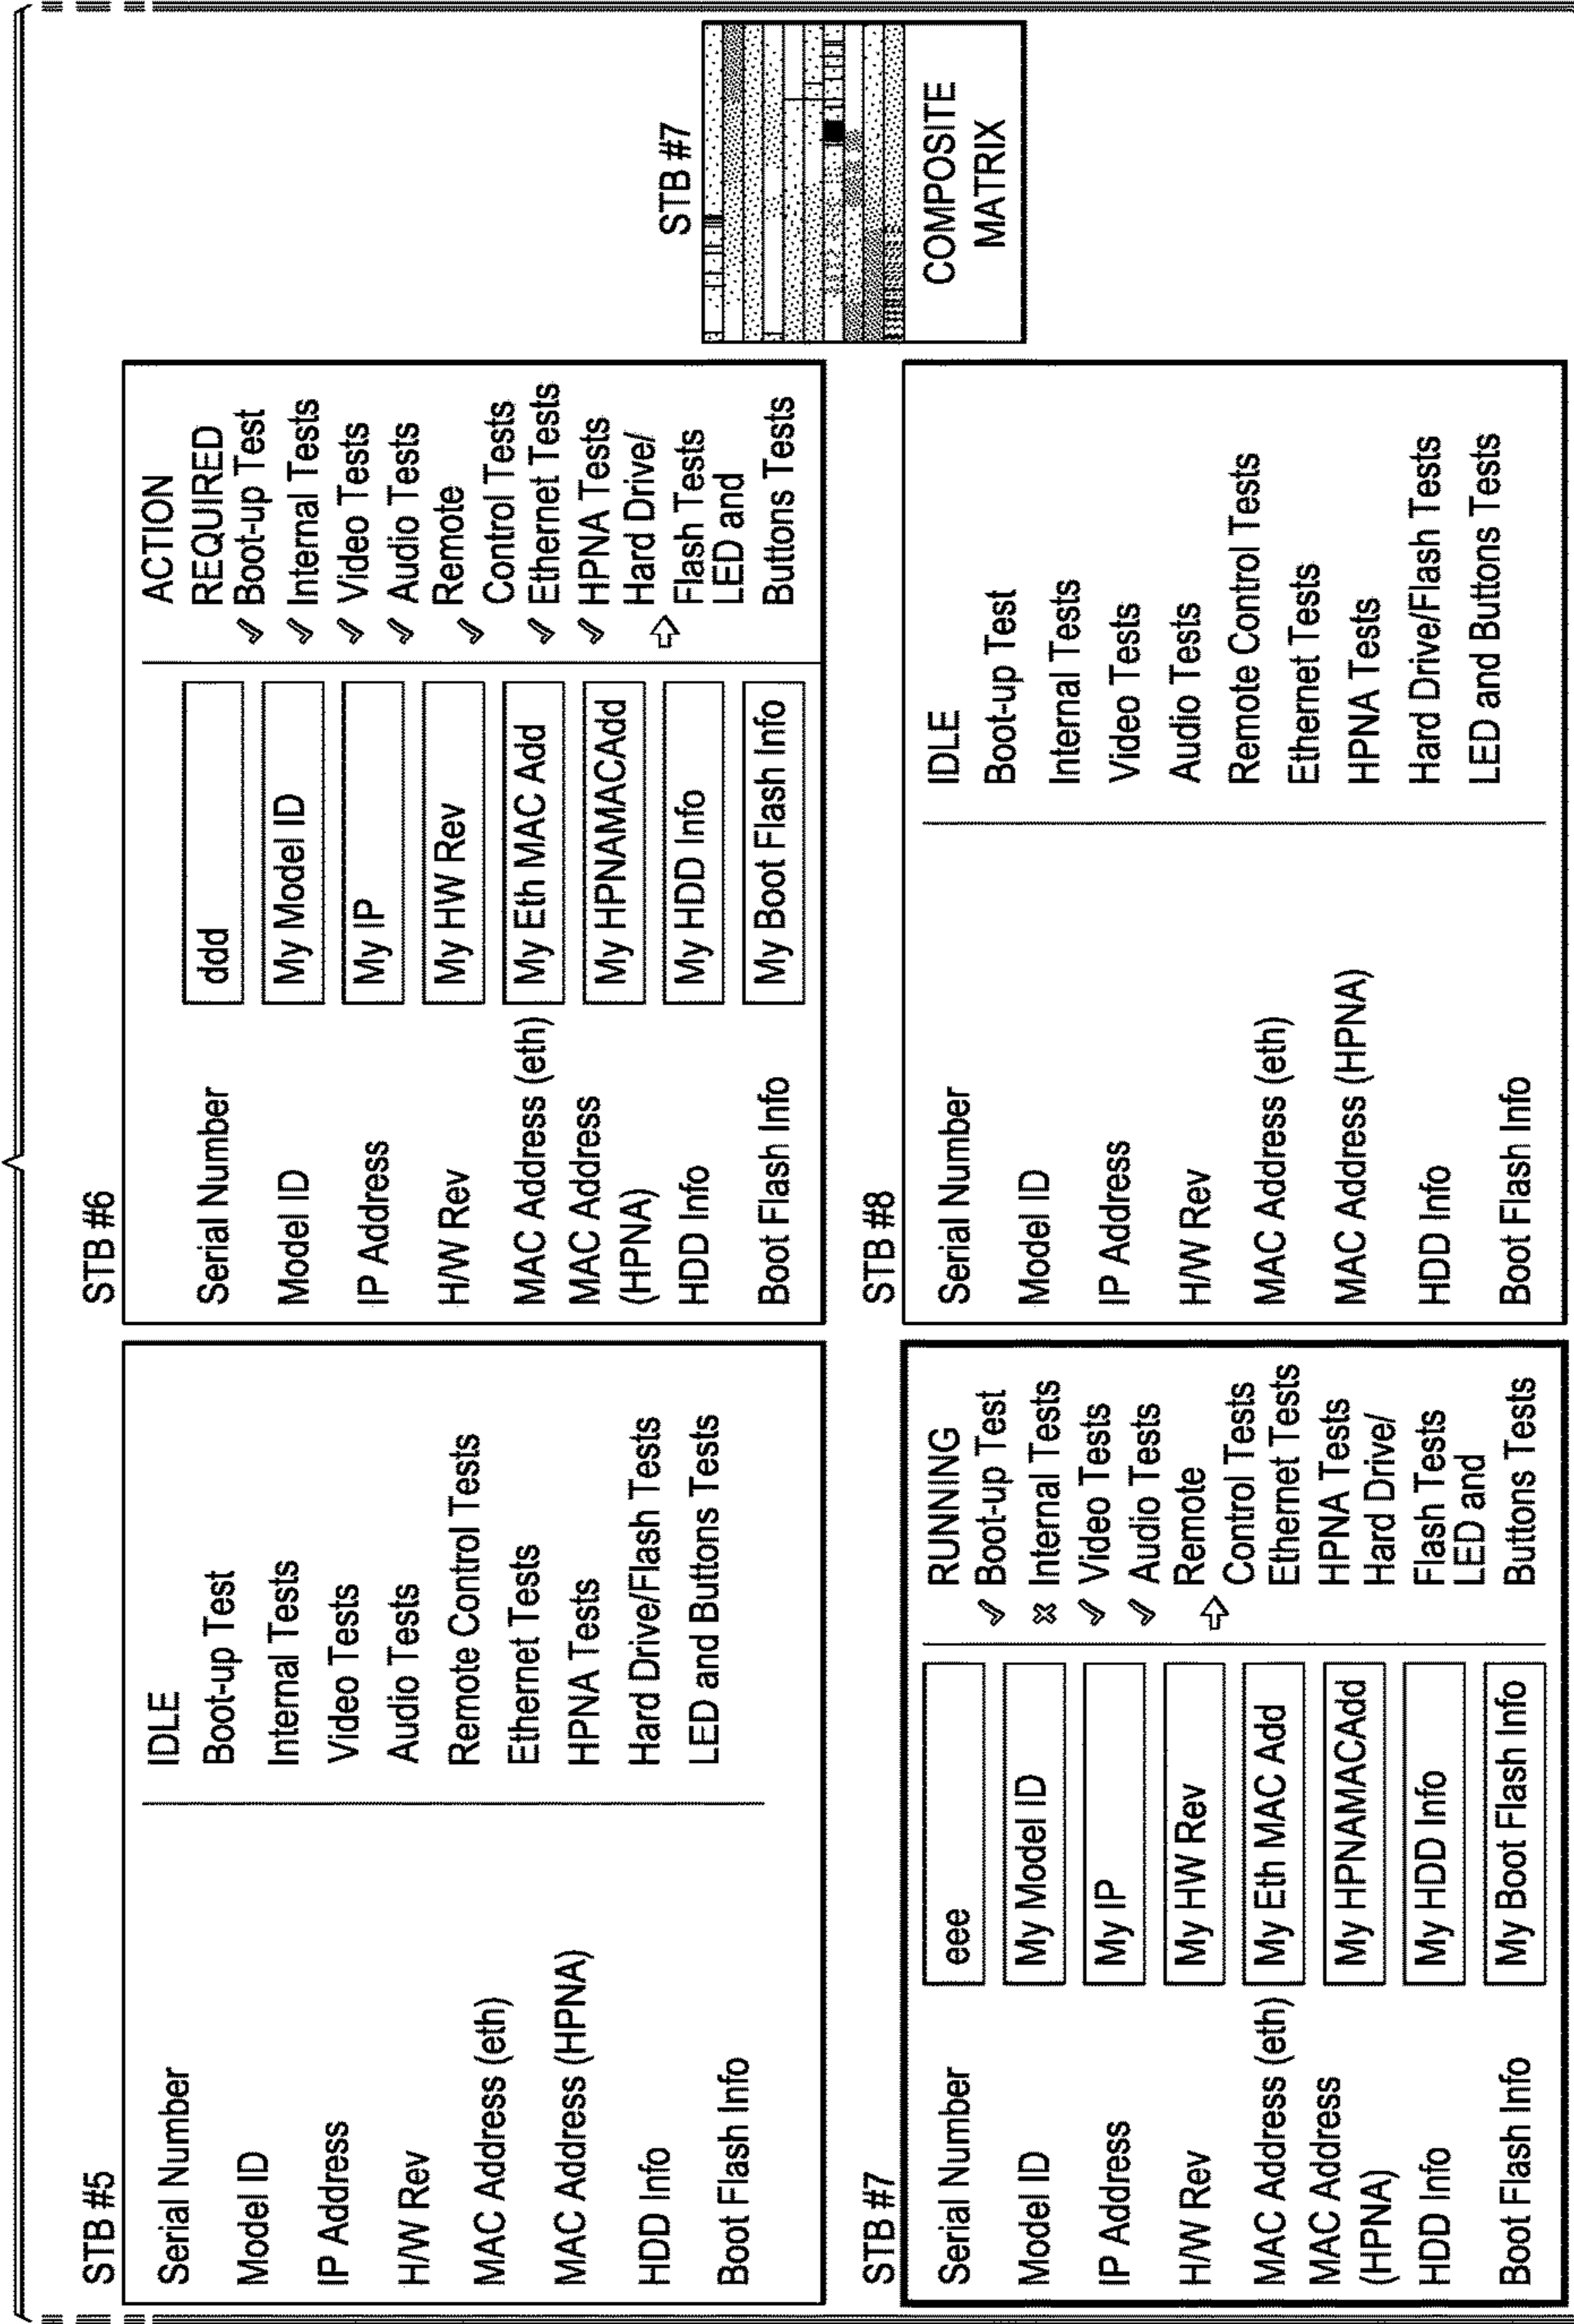 STB #5
Serial Number
Model ID
IP Address
H/W Rev
MAC Address (eth)
MAC Address (HPNA)
HDD Info
Boot Flash Info
IDLE
Boot-up Test
Internal Tests
Video Tests
Audio Tests
Remote Control Tests
Ethernet Tests
HPNA Tests
Hard Drive/Flash Tests
LED and Buttons Tests
STB #6
Serial Number
ddd
Model ID
My Model ID
IP Address
My IP
H/W Rev
My HW Rev
MAC Address (eth)
My Eth MAC Add
MAC Address
(HPNA)
My HPNAMACAdd
HDD Info
My HDD Info
Boot Flash Info
My Boot Flash Info
ACTION
REQUIRED
Boot-up Test
Internal Tests
Video Tests
Audio Tests
Remote
Control Tests
Ethernet Tests
HPNA Tests
Hard Drive/
Flash Tests
LED and
Buttons Tests
STB #7
Serial Number
eee
Model ID
My Model ID
IP Address
My IP
H/W Rev
My HW Rev
MAC Address (eth)
My Eth MAC Add
MAC Address
(HPNA)
My HPNAMACAdd
HDD Info
My HDD Info
Boot Flash Info
My Boot Flash Info
RUNNING
Boot-up Test
Internal Tests
Video Tests
Audio Tests
Remote
Control Tests
Ethernet Tests
HPNA Tests
Hard Drive/
Flash Tests
LED and
Buttons Tests
STB #8
Serial Number
Model ID
IP Address
H/W Rev
MAC Address (eth)
MAC Address (HPNA)
HDD Info
Boot Flash Info
IDLE
Boot-up Test
Internal Tests
Video Tests
Audio Tests
Remote Control Tests
Ethernet Tests
HPNA Tests
Hard Drive/Flash Tests
LED and Buttons Tests
STB #7
COMPOSITE
MATRIX